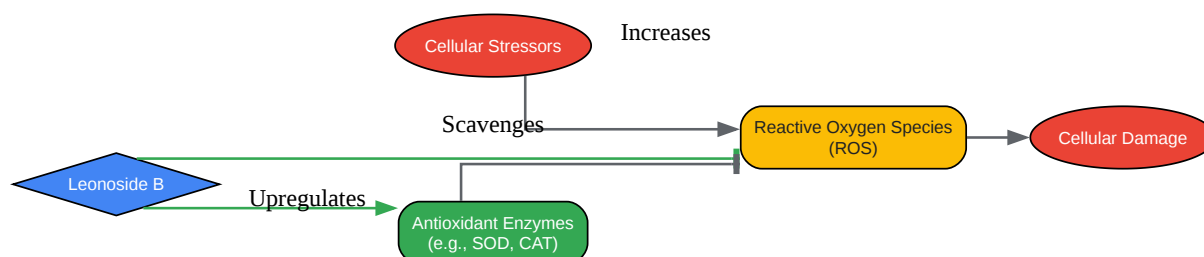 Increases
Cellular Stressors
Scavenges
Reactive Oxygen Species
(ROS)
Cellular Damage
Leonoside B
Upregulates
Antioxidant Enzymes
(e.g., SOD, CAT)